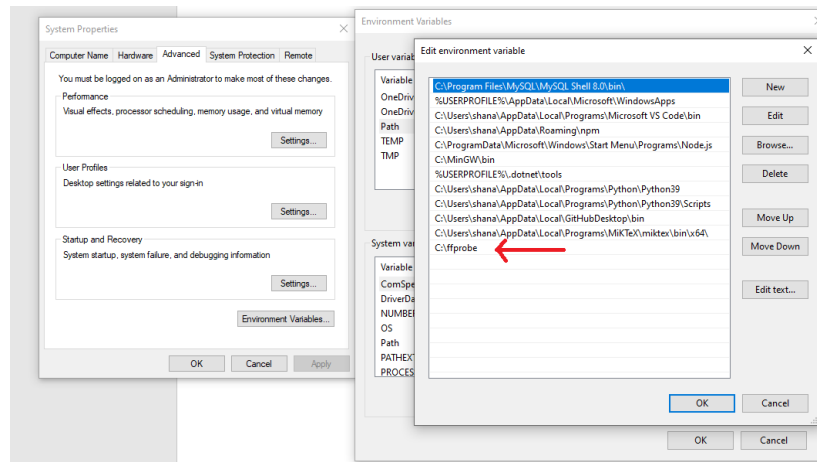 System Properties
Computer Name Hardware Advanced System Protection Remote
You must be logged on as an Administrator to make most of these changes.
Performance
Visual effects, processor scheduling, memory usage, and virtual memory
Settings...
User Profiles
Desktop settings related to your sign-in
Settings...
Startup and Recovery
System startup, system failure, and debugging information
Settings...
Environment Variables...
OK Cancel Apply
Environment Variables
User variab
Variable
OneDriv
OneDriv
Path
TEMP
TMP
System var
Variable
ComSpe
DriverDa
NUMBE
OS
Path
PATHEX
PROCES
OK Cancel
Edit environment variable
C:\Program Files\MySQL\MySQL Shell 8.0\bin\
%USERPROFILE%\AppData\Local\Microsoft\WindowsApps
C:\Users\shana\AppData\Local\Programs\Microsoft VS Code\bin
C:\Users\shana\AppData\Roaming\npm
C:\ProgramData\Microsoft\Windows\Start Menu\Programs\Node.js
C:\MinGW\bin
%USERPROFILE%\.dotnet\tools
C:\Users\shana\AppData\Local\Programs\Python\Python39
C:\Users\shana\AppData\Local\Programs\Python\Python39\Scripts
C:\Users\shana\AppData\Local\GitHubDesktop\bin
C:\Users\shana\AppData\Local\Programs\MiKTeX\miktex\bin\x64\
C:\ffprobe
New
Edit
Browse...
Delete
Move Up
Move Down
Edit text...
OK Cancel